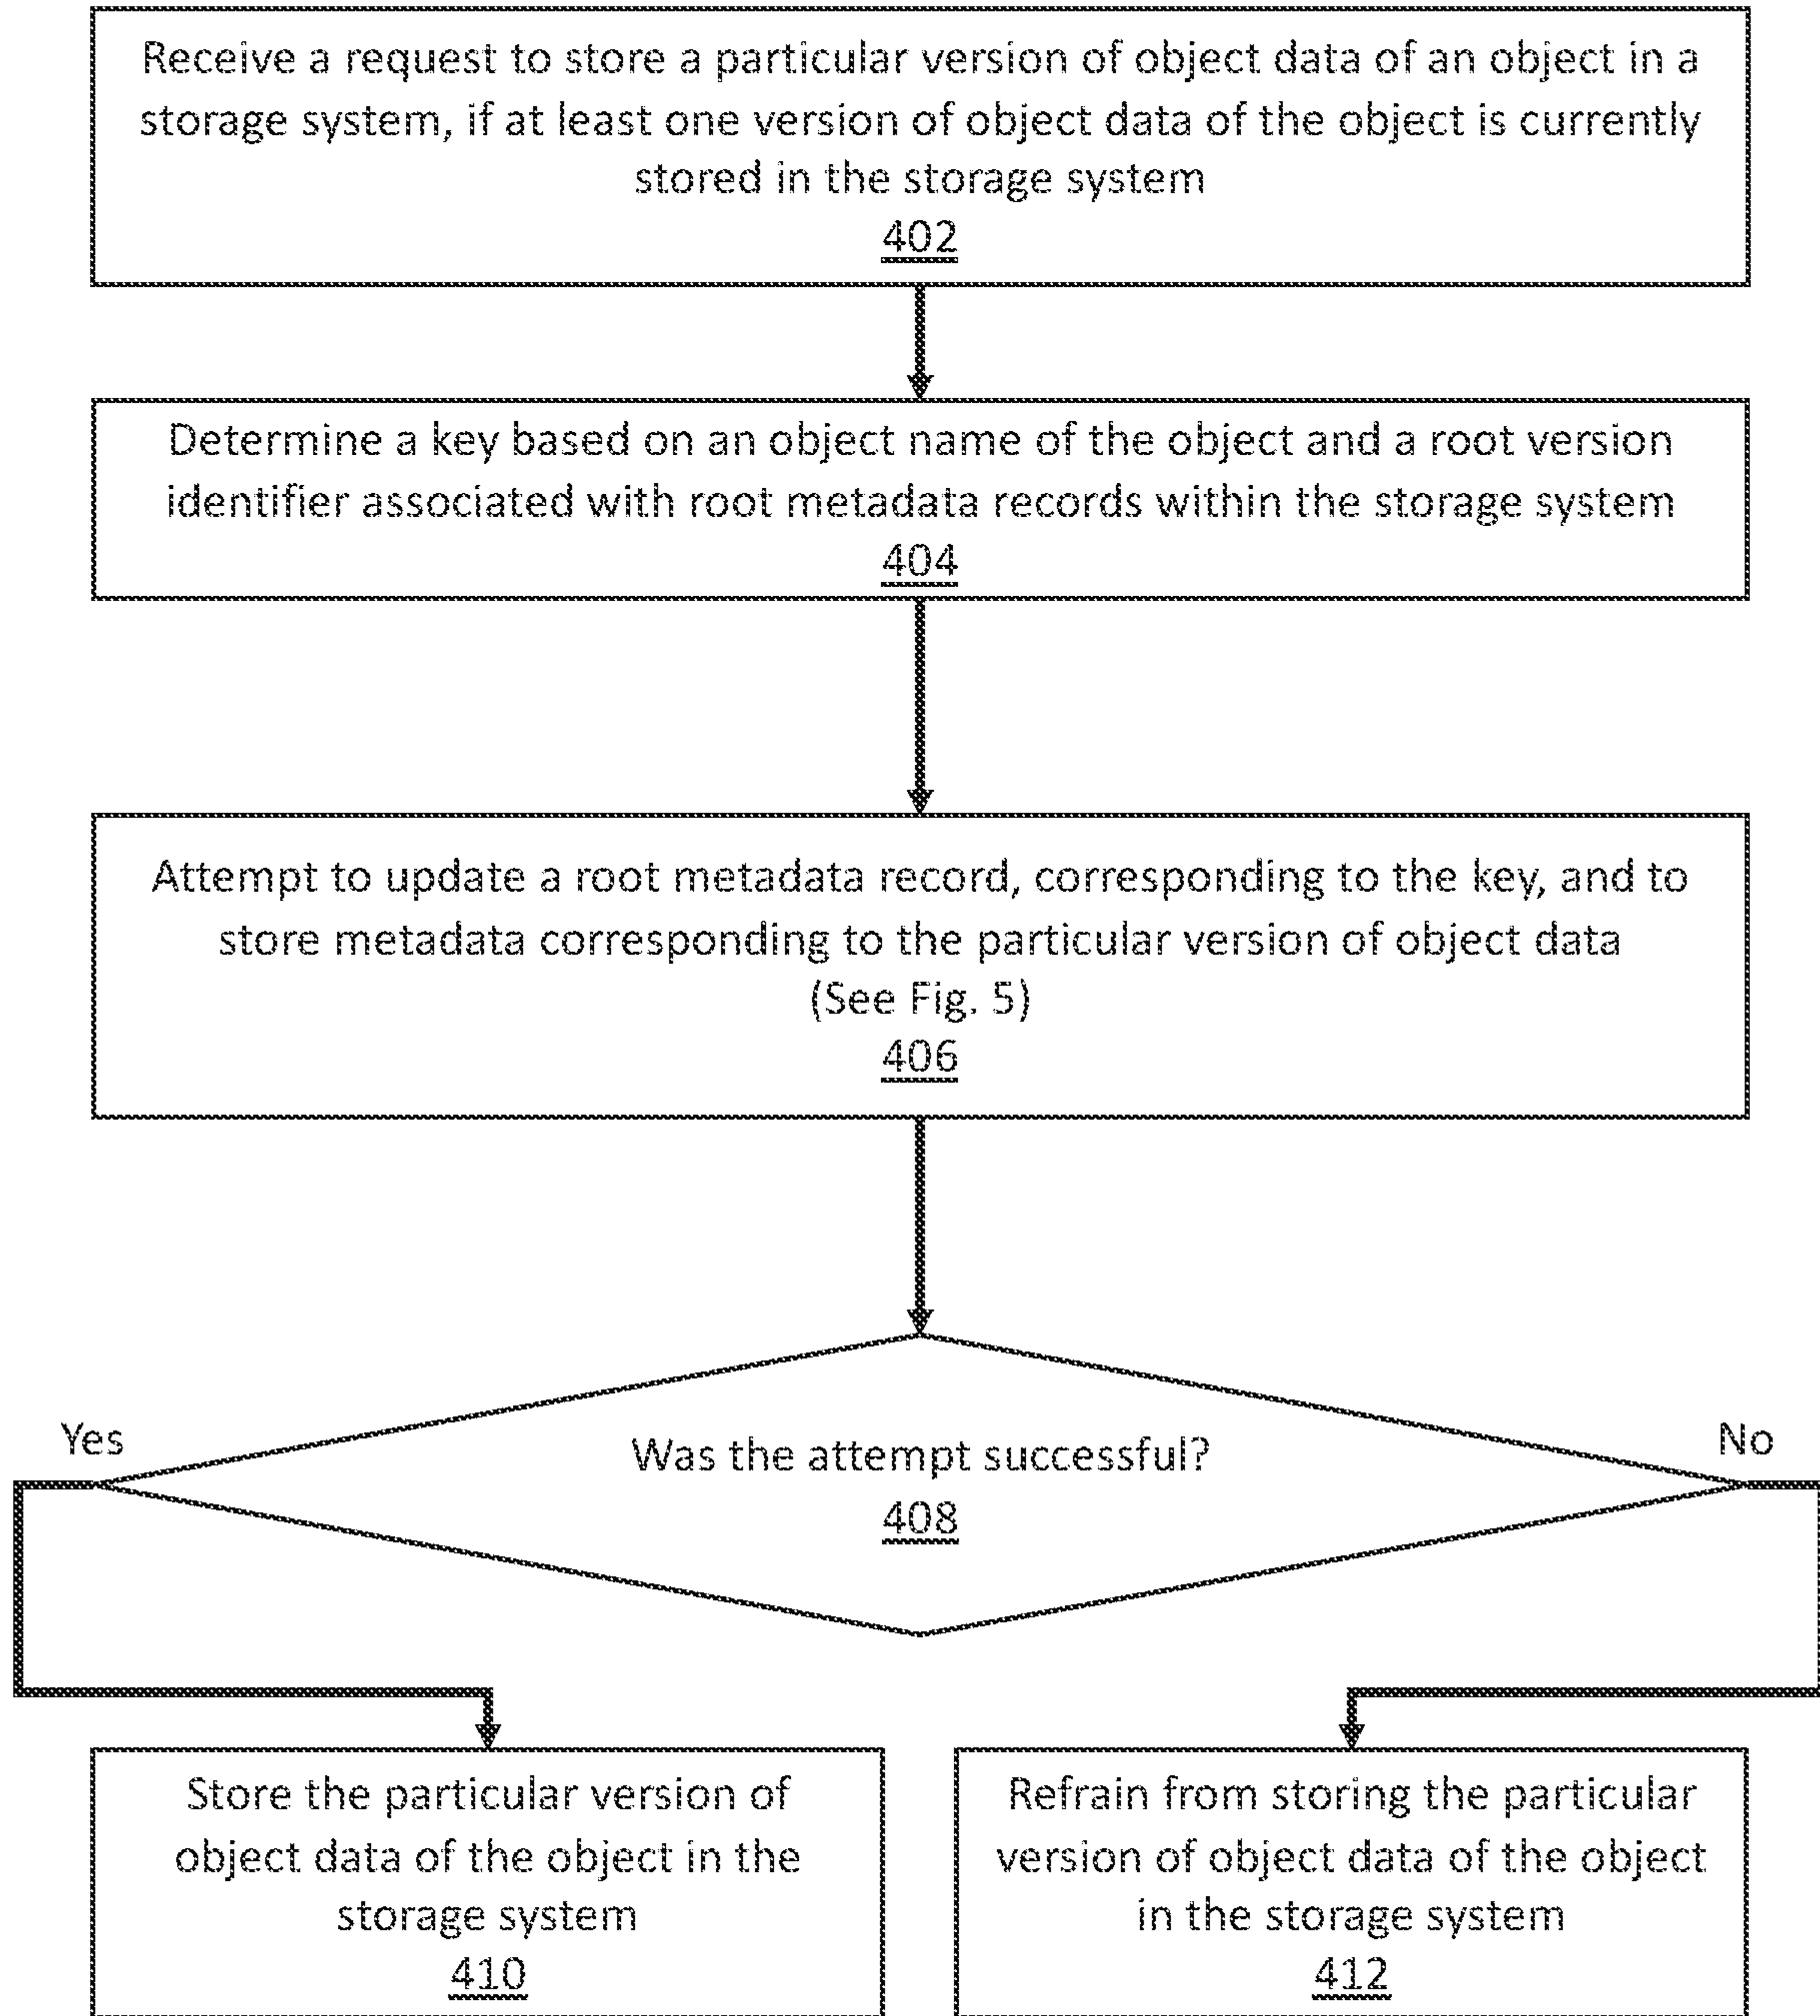 Receive a request to store a particular version of object data of an object in a
storage system, if at least one version of object data of the object is currently
stored in the storage system
402
Determine a key based on an object name of the object and a root version
identifier associated with root metadata records within the storage system
404
Attempt to update a root metadata record, corresponding to the key, and to
store metadata corresponding to the particular version of object data
(See Fig. 5)
406
Yes
Was the attempt successful?
No
408
Store the particular version of
object data of the object in the
storage system
410
Refrain from storing the particular
version of object data of the object
in the storage system
412